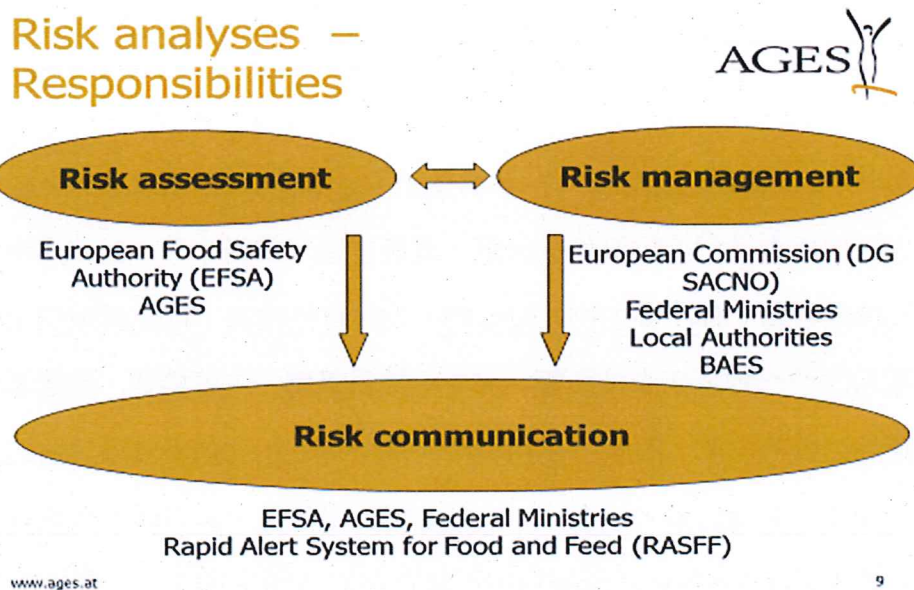 Risk analyses –
Responsibilities
AGES
Risk assessment
Risk management
European Food Safety
Authority (EFSA)
AGES
European Commission (DG
SACNO)
Federal Ministries
Local Authorities
BAES
Risk communication
EFSA, AGES, Federal Ministries
Rapid Alert System for Food and Feed (RASFF)
www.ages.at
9